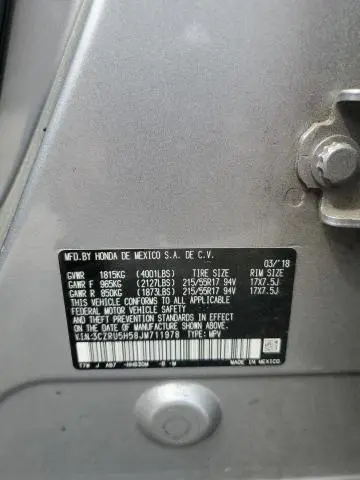 MFD.BY HONDA DE MEXICO S.A. DE C.V.
03/'18
GVWR 1815KG (4001LBS) TIRE SIZE RIM SIZE
GAWR F 965KG (2127LBS) 215/55R17 94V 17X7.5J
GAWR R 850KG (1873LBS) 215/55R17 94V 17X7.5J
THIS VEHICLE CONFORMS TO ALL APPLICABLE
FEDERAL MOTOR VEHICLE SAFETY AND THEFT
PREVENTION STANDARDS IN EFFECT ON THE DATE
OF MANUFACTURE SHOWN ABOVE.
V.I.N:3CZRU5H58JM711978 TYPE: MPV
MADE IN MEXICO